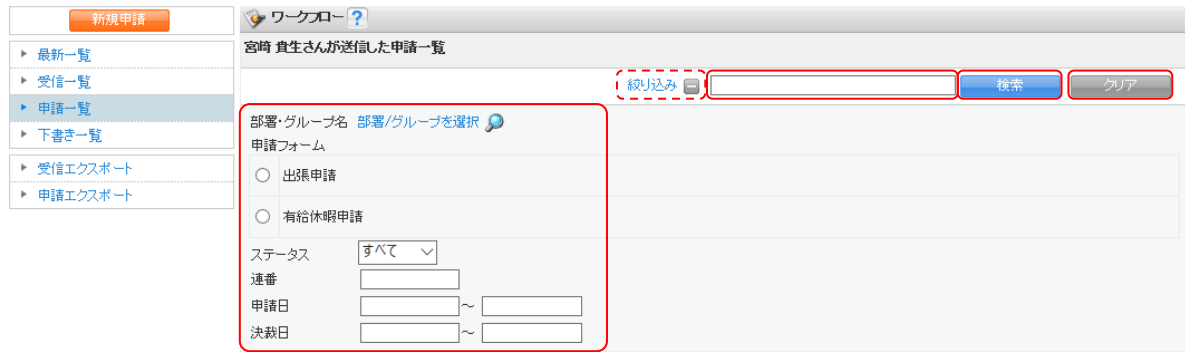 新規申請
最新一覧
受信一覧
申請一覧
下書き一覧
受信エクスポート
申請エクスポート
ワークフロー ?
宮崎 貴生さんが送信した申請一覧
絞り込み
検索
クリア
部署・グループ名 部署/グループを選択
申請フォーム
出張申請
有給休暇申請
ステータス すべて
連番
申請日 ～
決裁日 ～